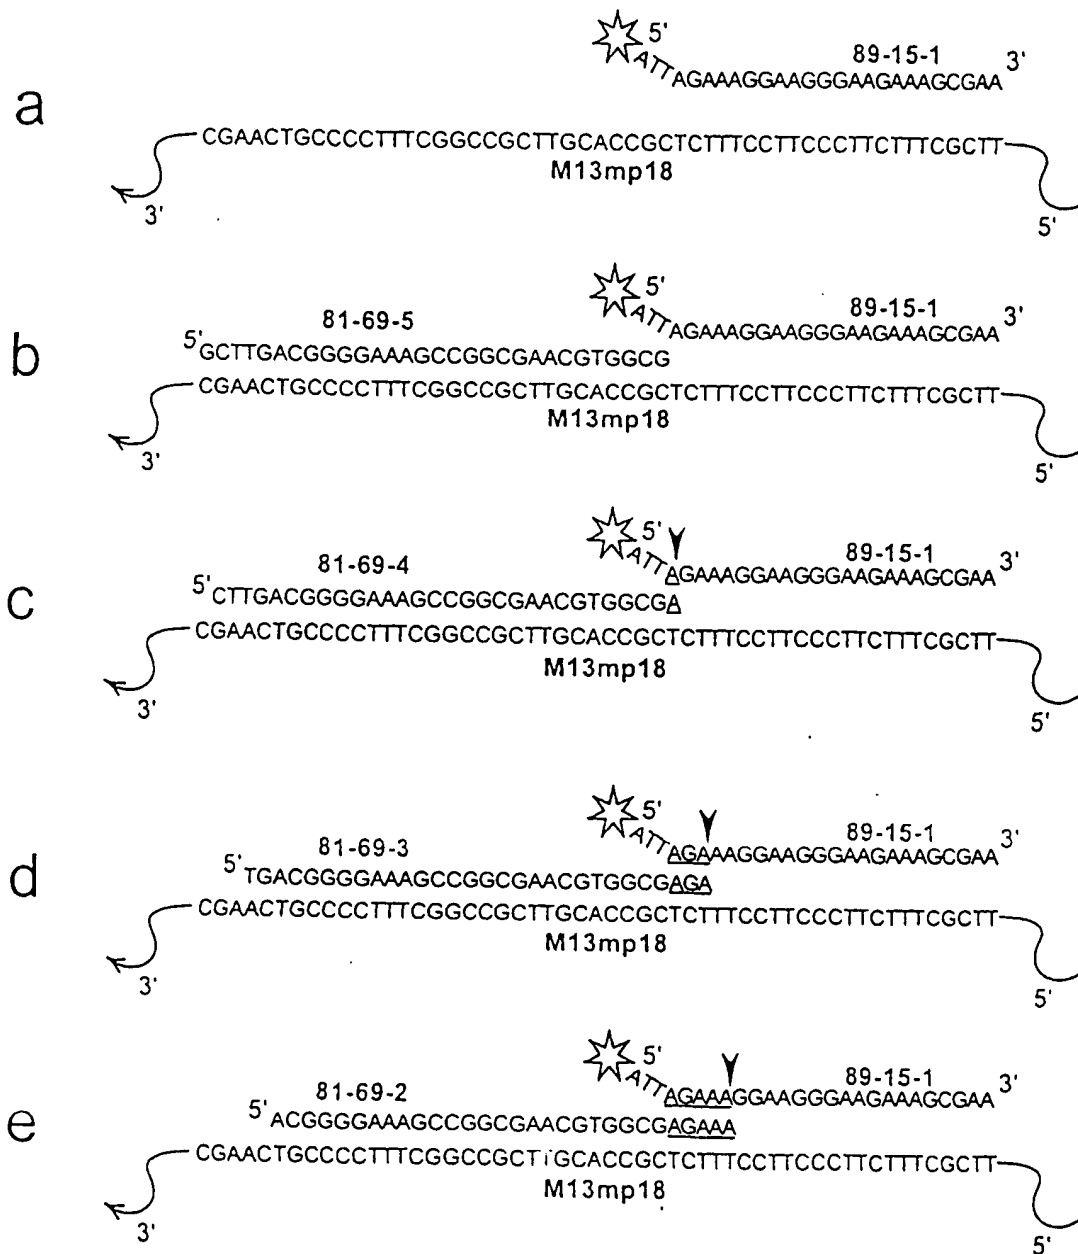 a
5'
89-15-1
3'
ATTAGAAAGGAAGGGAAGAAAGCGAA
CGAACTGCCCCTTTCGGCCGCTTGCACCGCTCTTTCCTTCCCTTCTTTCGCTT
M13mp18
3'
5'
b
81-69-5
5'
89-15-1
3'
ATTAGAAAGGAAGGGAAGAAAGCGAA
5'GCTTGACGGGGAAAGCCGGCGAACGTGGCG
CGAACTGCCCCTTTCGGCCGCTTGCACCGCTCTTTCCTTCCCTTCTTTCGCTT
M13mp18
3'
5'
c
81-69-4
5'
89-15-1
3'
ATTAGAAAGGAAGGGAAGAAAGCGAA
5'CTTGACGGGGAAAGCCGGCGAACGTGGCGA
CGAACTGCCCCTTTCGGCCGCTTGCACCGCTCTTTCCTTCCCTTCTTTCGCTT
M13mp18
3'
5'
d
81-69-3
5'
89-15-1
3'
ATTAGAAAGGAAGGGAAGAAAGCGAA
5'TGACGGGGAAAGCCGGCGAACGTGGCGAGA
CGAACTGCCCCTTTCGGCCGCTTGCACCGCTCTTTCCTTCCCTTCTTTCGCTT
M13mp18
3'
5'
e
81-69-2
5'
89-15-1
3'
ATTAGAAAGGAAGGGAAGAAAGCGAA
5'ACGGGGAAAGCCGGCGAACGTGGCGAGAAA
CGAACTGCCCCTTTCGGCCGCTTGCACCGCTCTTTCCTTCCCTTCTTTCGCTT
M13mp18
3'
5'